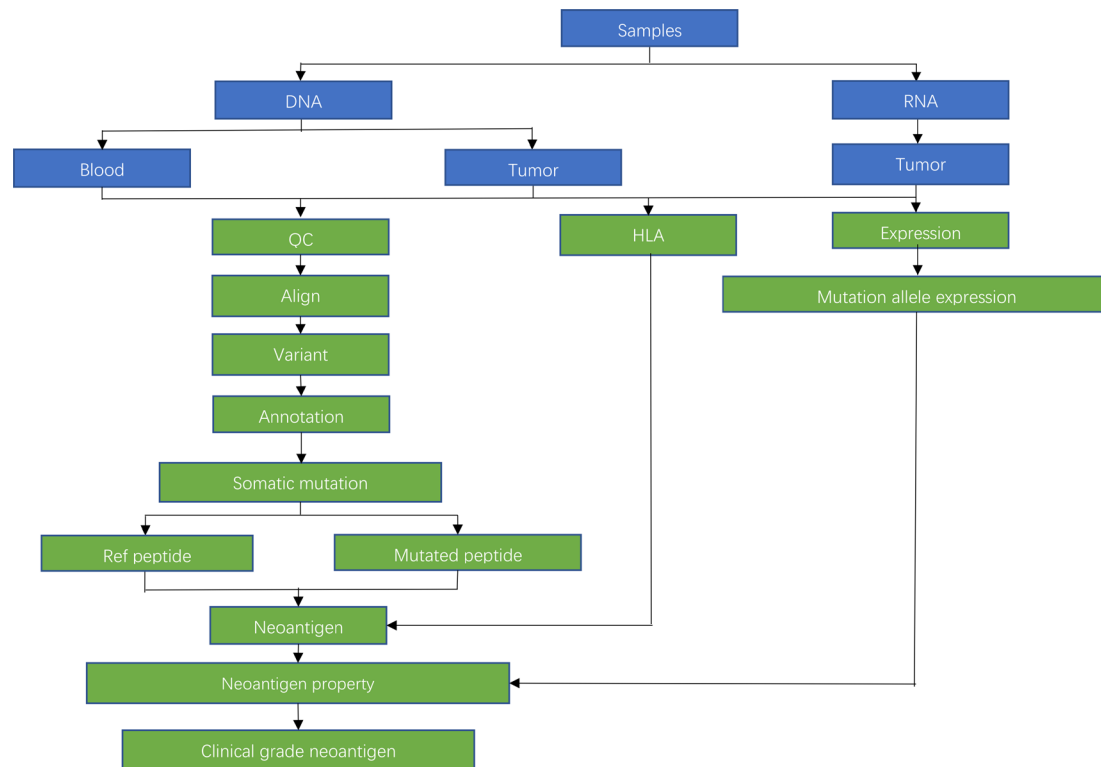 Samples
DNA
RNA
Blood
Tumor
Tumor
QC
HLA
Expression
Align
Mutation allele expression
Variant
Annotation
Somatic mutation
Ref peptide
Mutated peptide
Neoantigen
Neoantigen property
Clinical grade neoantigen